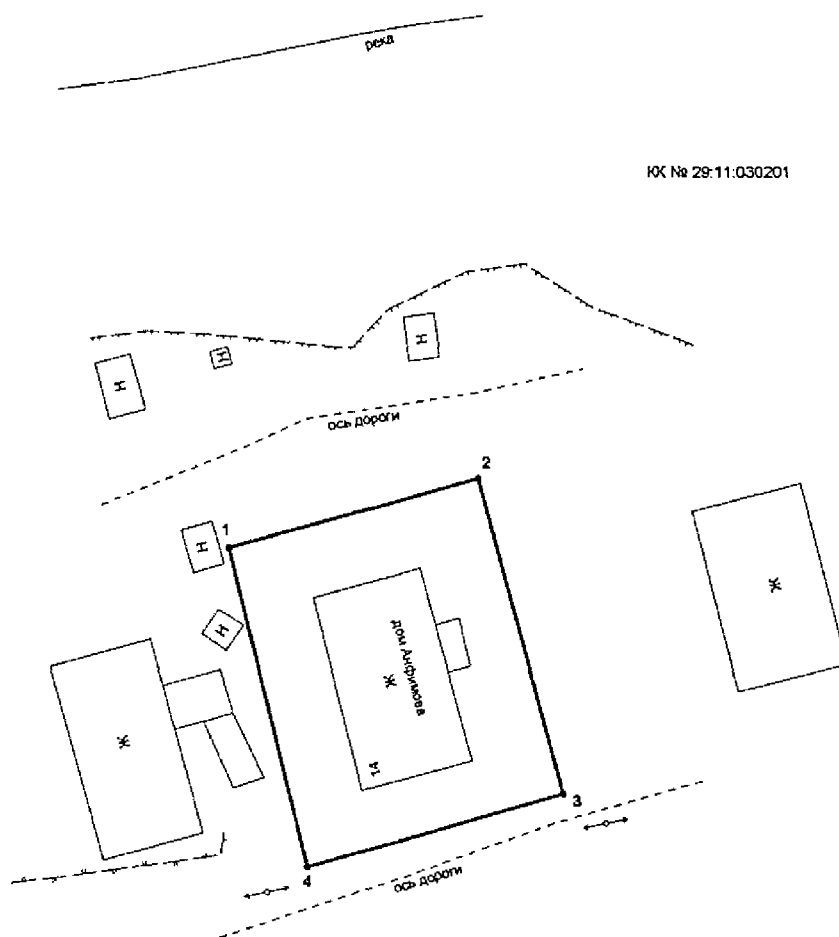 река
КК № 29:11:030201
Н
Н
Н
ось дороги
2
1
Н
Н
Ж
дом Анфимова
Ж
14
Ж
3
4
ось дороги